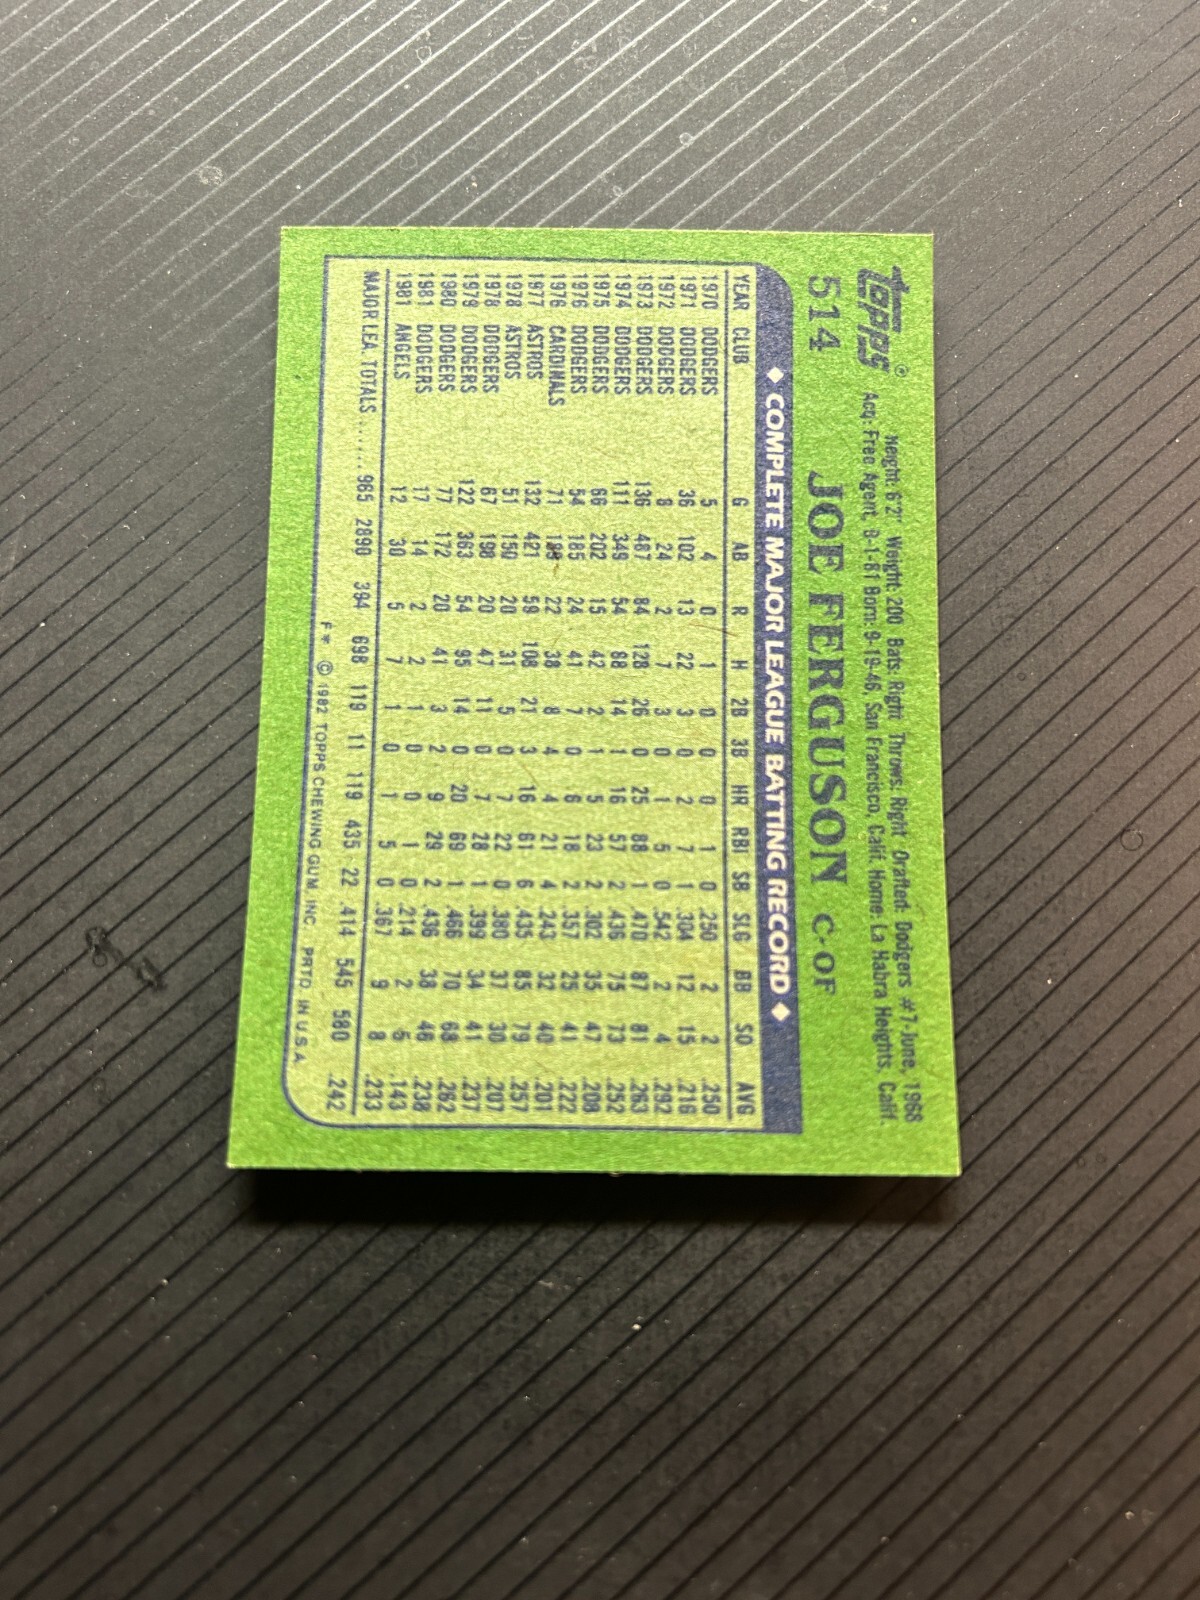 Topps®
Height: 6'2" Weight: 200 Bats: Right Throws: Right Drafted: Dodgers #7-June, 1968
Acq: Free Agent, 8-1-81 Born: 9-19-46, San Francisco, Calif. Home: La Habra Heights, Calif.
514 JOE FERGUSON C-OF
◆ COMPLETE MAJOR LEAGUE BATTING RECORD ◆
YEAR CLUB G AB R H 2B 3B HR RBI SB SLG BB SO AVG
1970 DODGERS 5 4 0 1 0 0 0 1 0 .250 2 2 .250
1971 DODGERS 36 102 13 22 3 0 2 7 1 .304 12 15 .216
1972 DODGERS 8 24 2 7 3 0 1 5 0 .542 2 4 .292
1973 DODGERS 136 487 84 128 26 0 25 88 1 .470 87 81 .263
1974 DODGERS 111 349 54 88 14 1 16 57 2 .436 75 73 .252
1975 DODGERS 66 202 15 42 2 1 5 23 2 .302 35 47 .208
1976 DODGERS 54 185 24 41 7 0 6 18 2 .357 25 41 .222
1976 CARDINALS 71 189 22 38 8 4 4 21 4 .243 32 40 .201
1977 ASTROS 132 421 59 108 21 3 16 61 6 .435 85 79 .257
1978 ASTROS 51 150 20 31 5 0 7 22 0 .380 37 30 .207
1978 DODGERS 67 198 20 47 11 0 7 28 1 .399 34 41 .237
1979 DODGERS 122 363 54 95 14 0 20 69 1 .466 70 68 .262
1980 DODGERS 77 172 20 41 3 2 9 29 2 .436 38 46 .238
1981 DODGERS 17 14 2 2 1 0 0 1 0 .214 2 5 .143
1981 ANGELS 12 30 5 7 1 0 1 5 0 .367 9 8 .233
MAJOR LEA. TOTALS ...... 965 2890 394 698 119 11 119 435 22 .414 545 580 .242
F* © 1982 TOPPS CHEWING GUM, INC. PRTD. IN U.S.A.